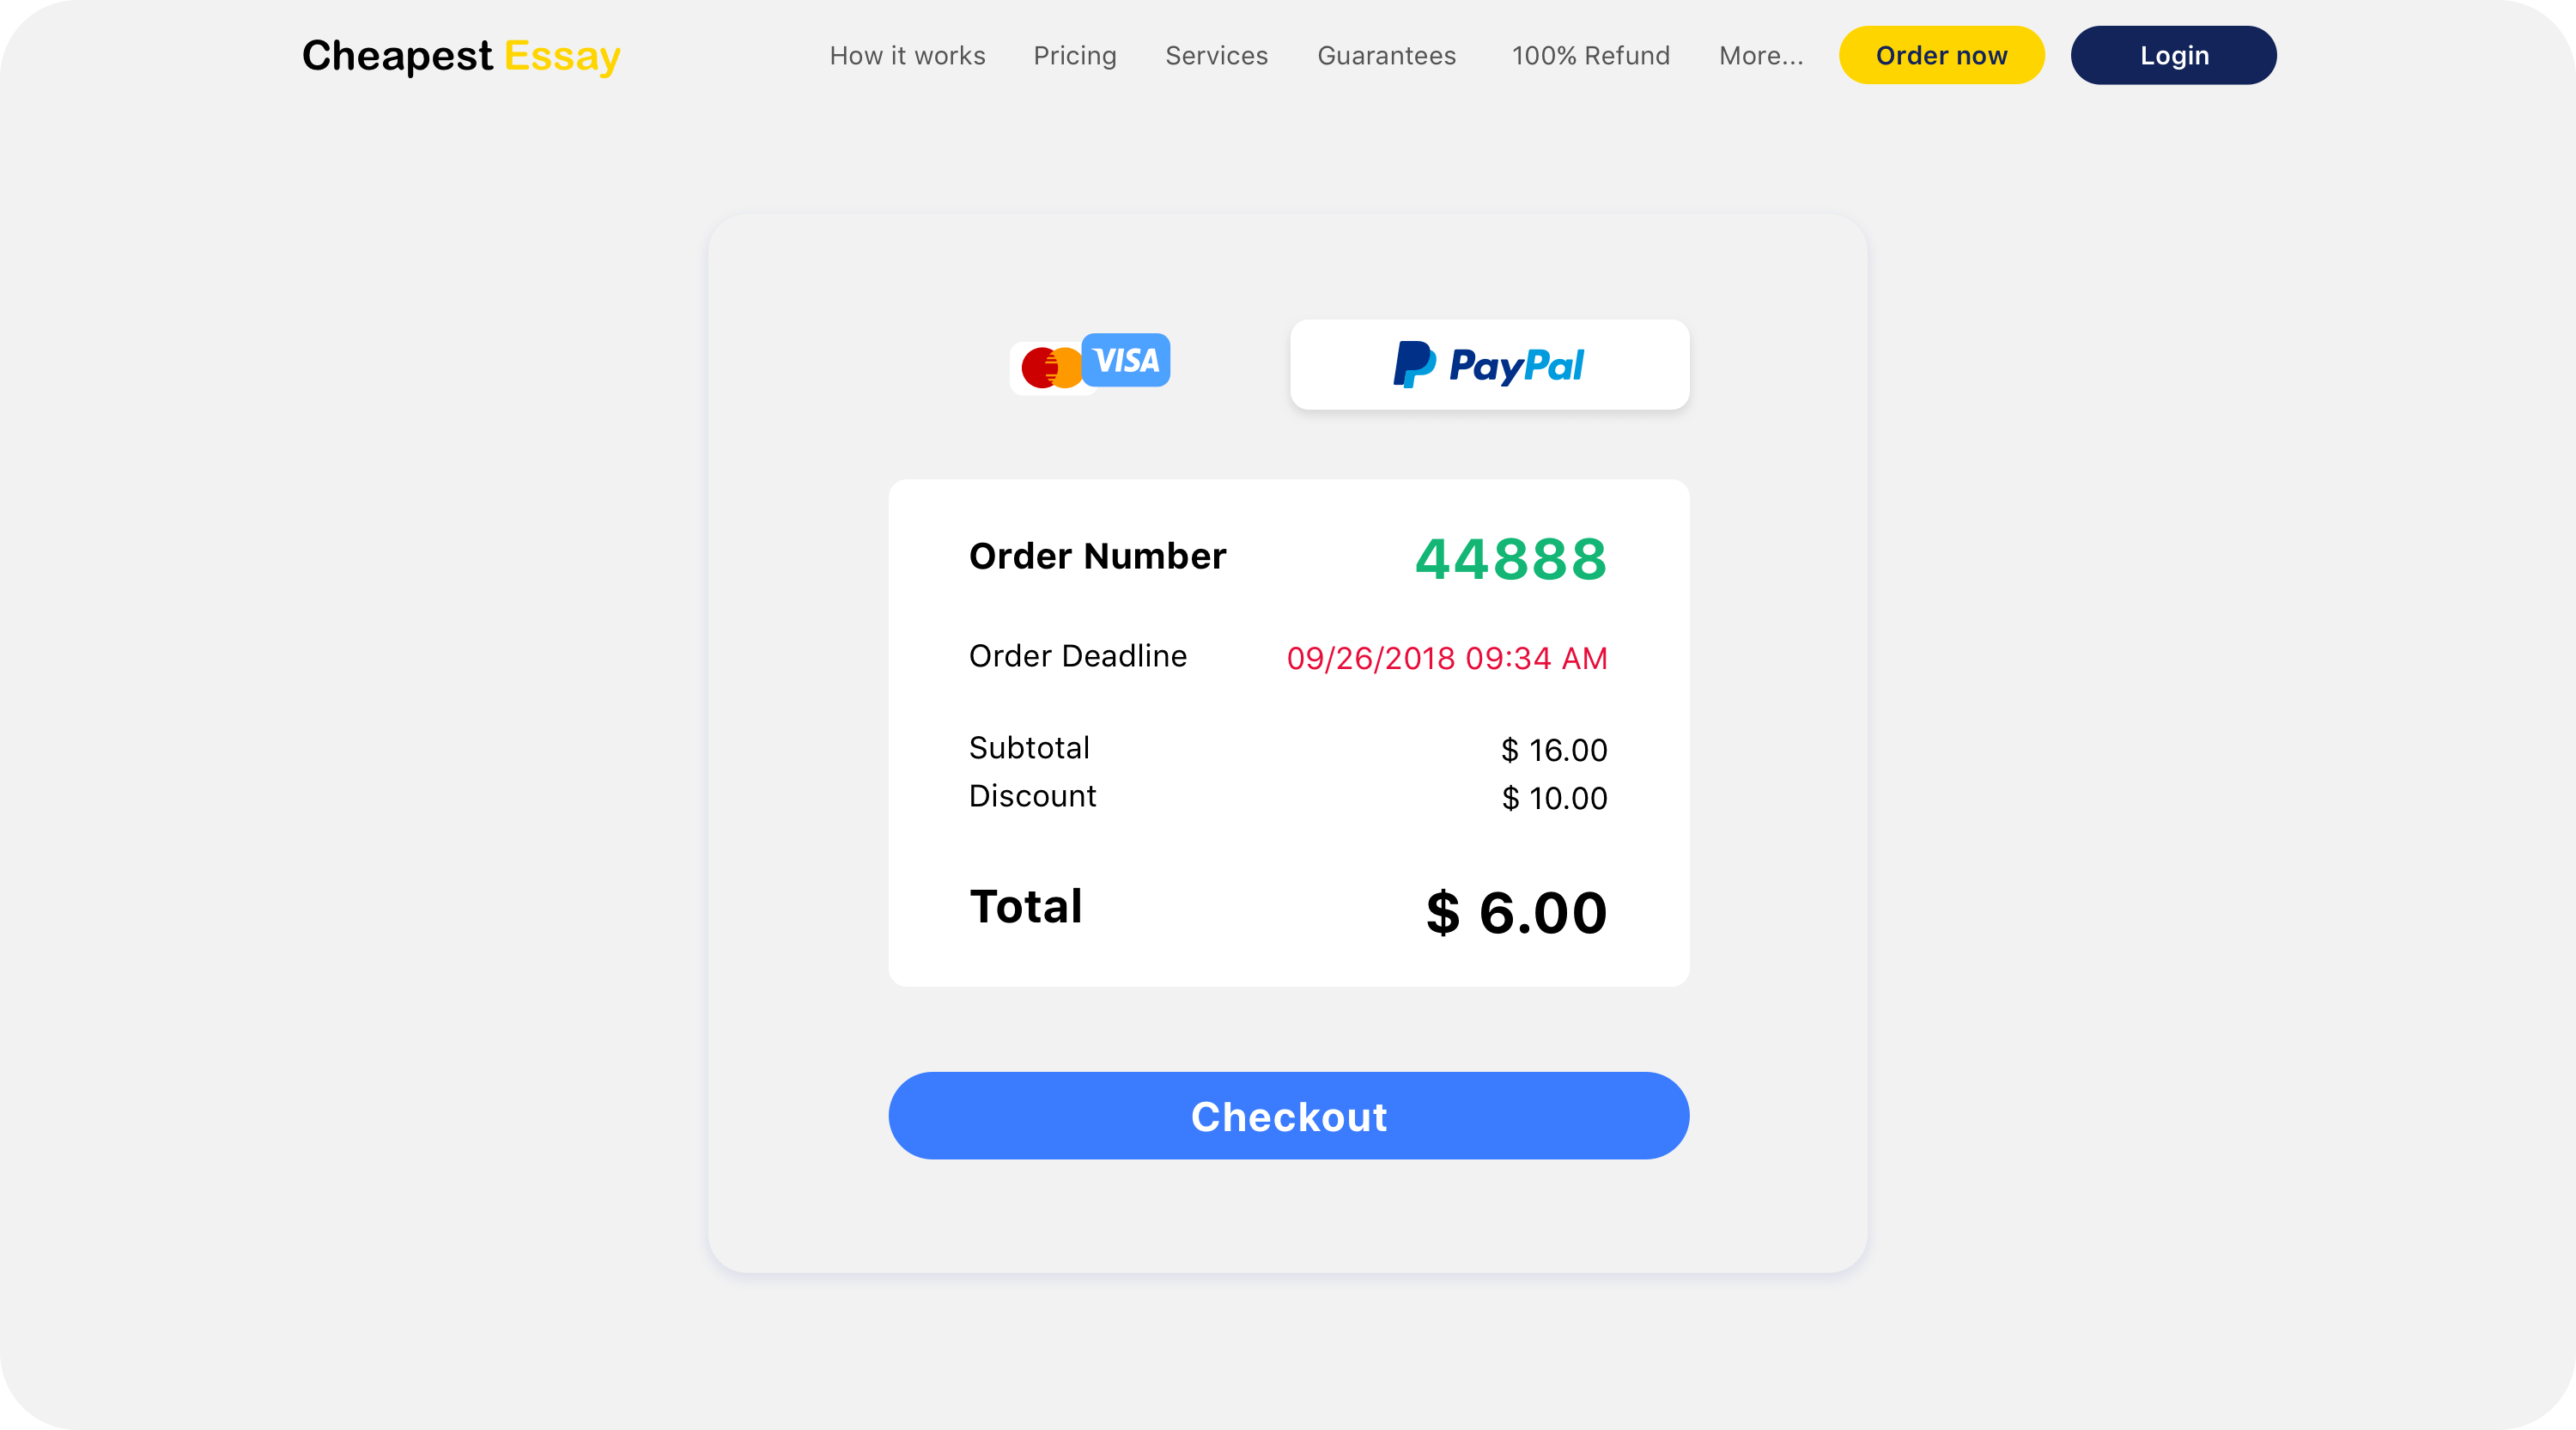 Cheapest Essay How it works Pricing Services Guarantees 100% Refund More... Order now Login
VISA PayPal
Order Number 44888
Order Deadline 09/26/2018 09:34 AM
Subtotal $ 16.00
Discount $ 10.00
Total $ 6.00
Checkout